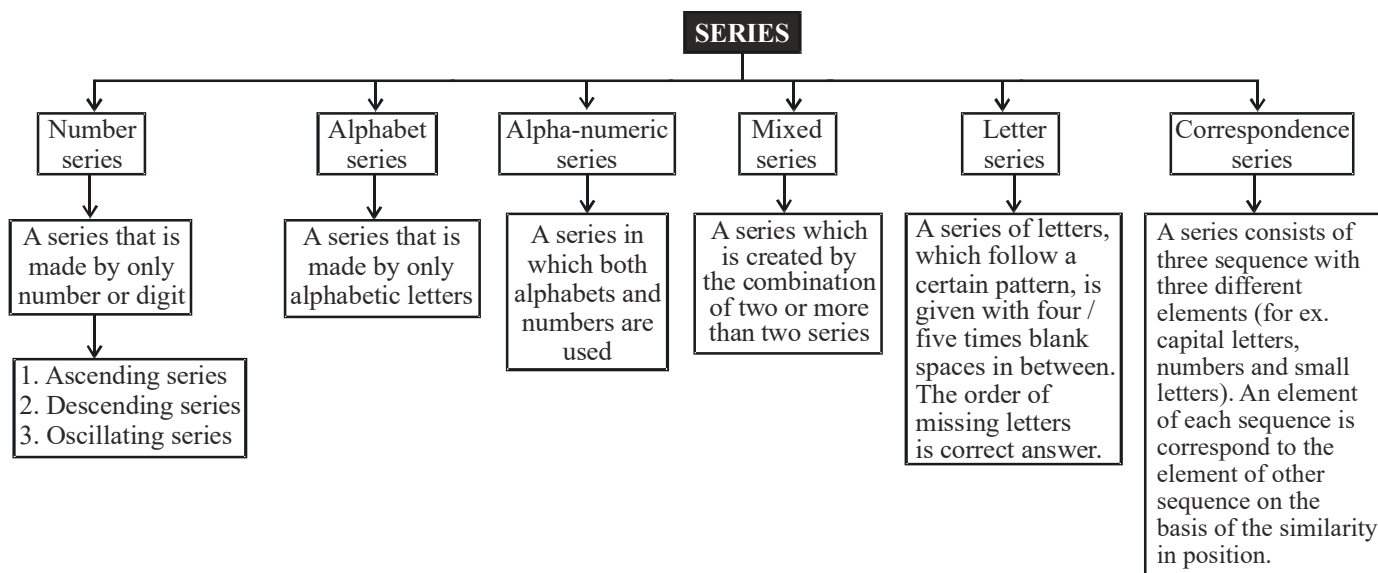 SERIES
Number
series
Alphabet
series
Alpha-numeric
series
Mixed
series
Letter
series
Correspondence
series
A series that is
made by only
number or digit
A series that is
made by only
alphabetic letters
A series in
which both
alphabets and
numbers are
used
A series which
is created by
the combination
of two or more
than two series
A series of letters,
which follow a
certain pattern, is
given with four /
five times blank
spaces in between.
The order of
missing letters
is correct answer.
A series consists of
three sequence with
three different
elements (for ex.
capital letters,
numbers and small
letters). An element
of each sequence is
correspond to the
element of other
sequence on the
basis of the similarity
in position.
1. Ascending series
2. Descending series
3. Oscillating series